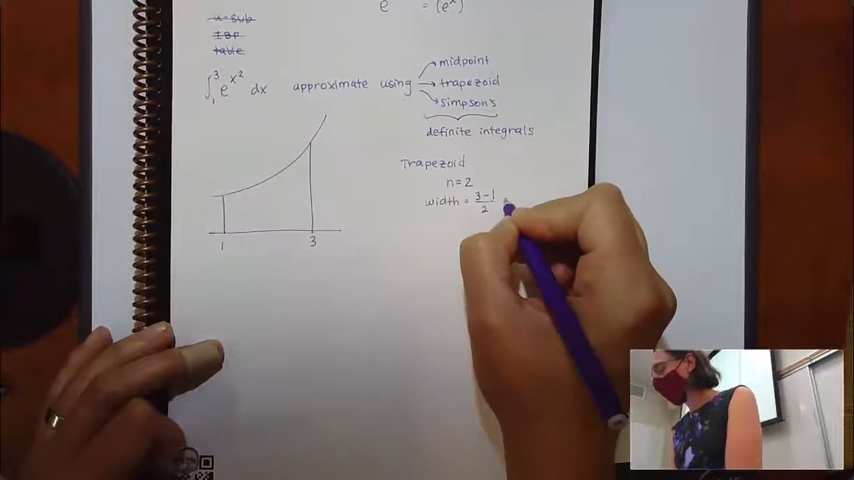 e = (eˣ)
u-sub
IBP
table
∫₁³ e^x² dx approximate using
midpoint
trapezoid
simpson's
definite integrals
Trapezoid
n=2
width = 3-1/2 =
1 3